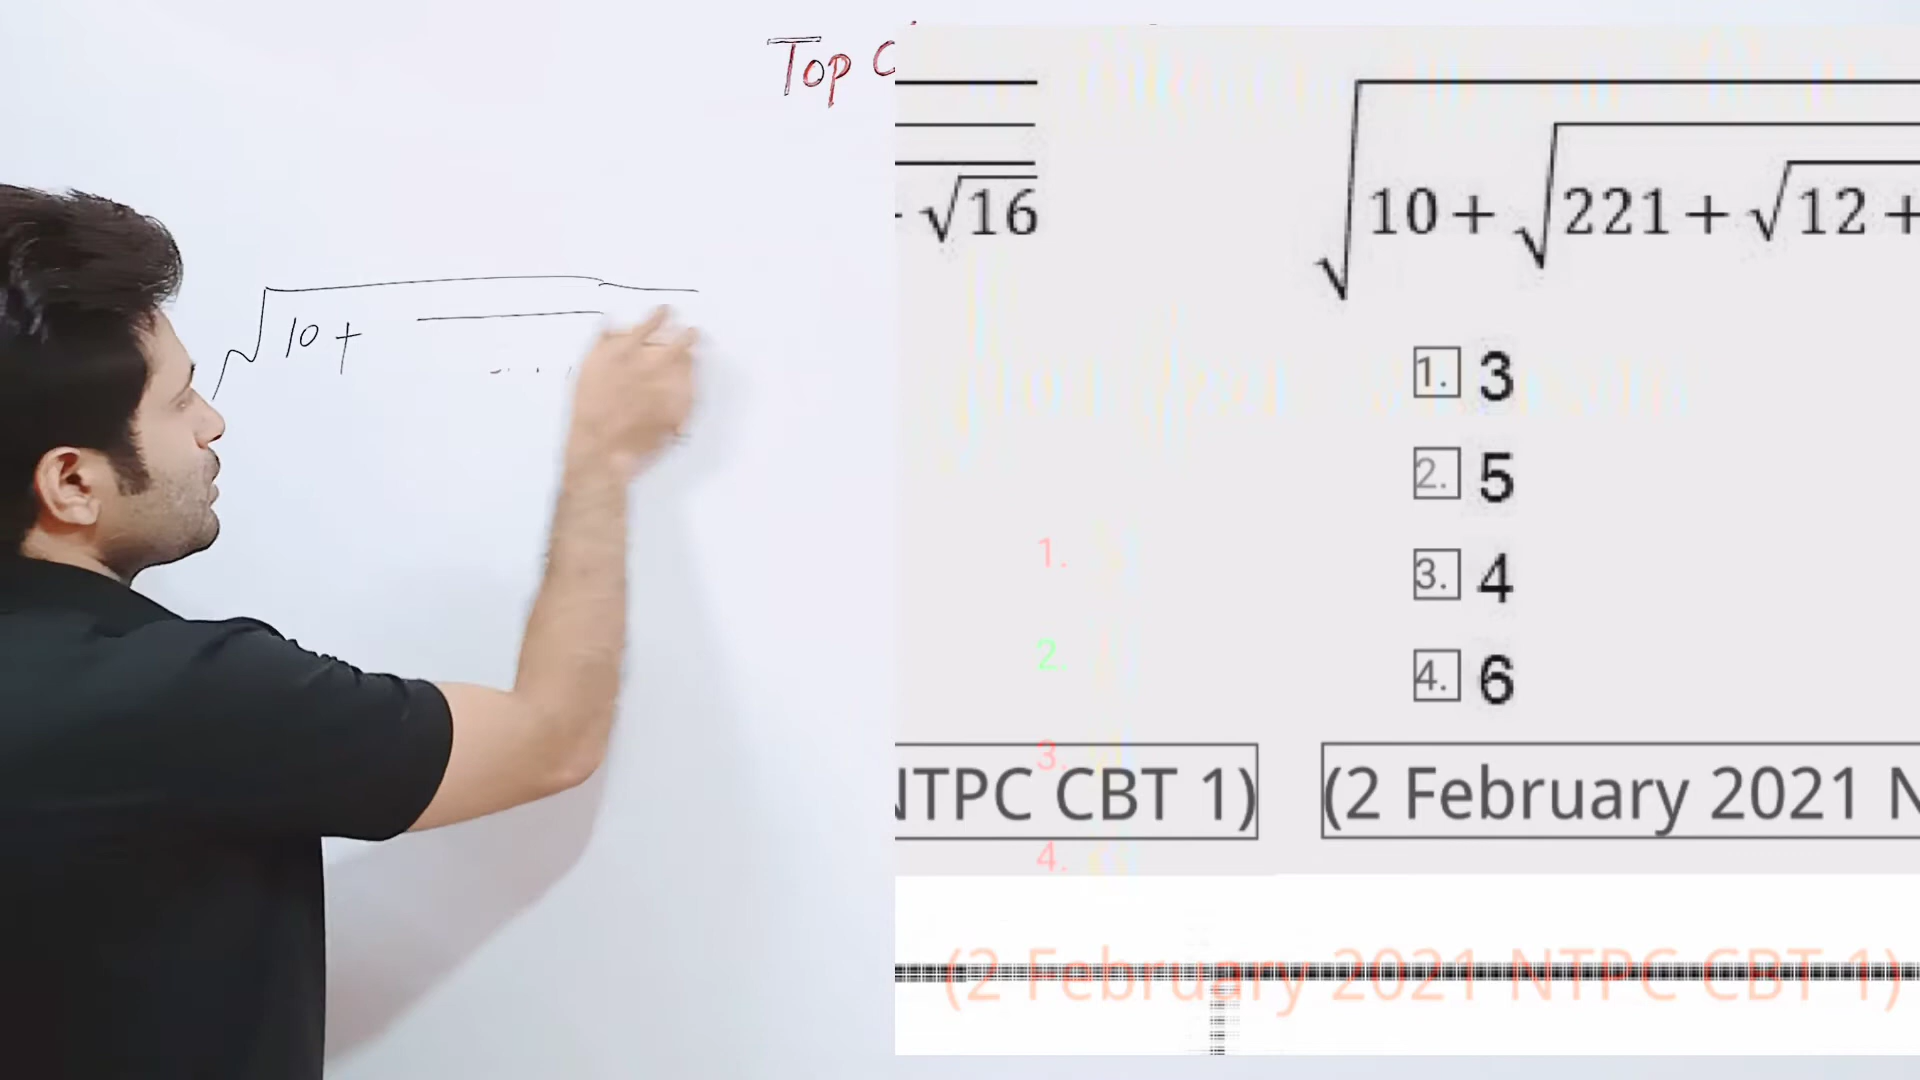 Top
√10 +
√16
√10 + √221 + √12 +
1. 3
2. 5
3. 4
4. 6
1.
2.
3.
4.
NTPC CBT 1)
(2 February 2021 N
(2 February 2021 NTPC CBT 1)